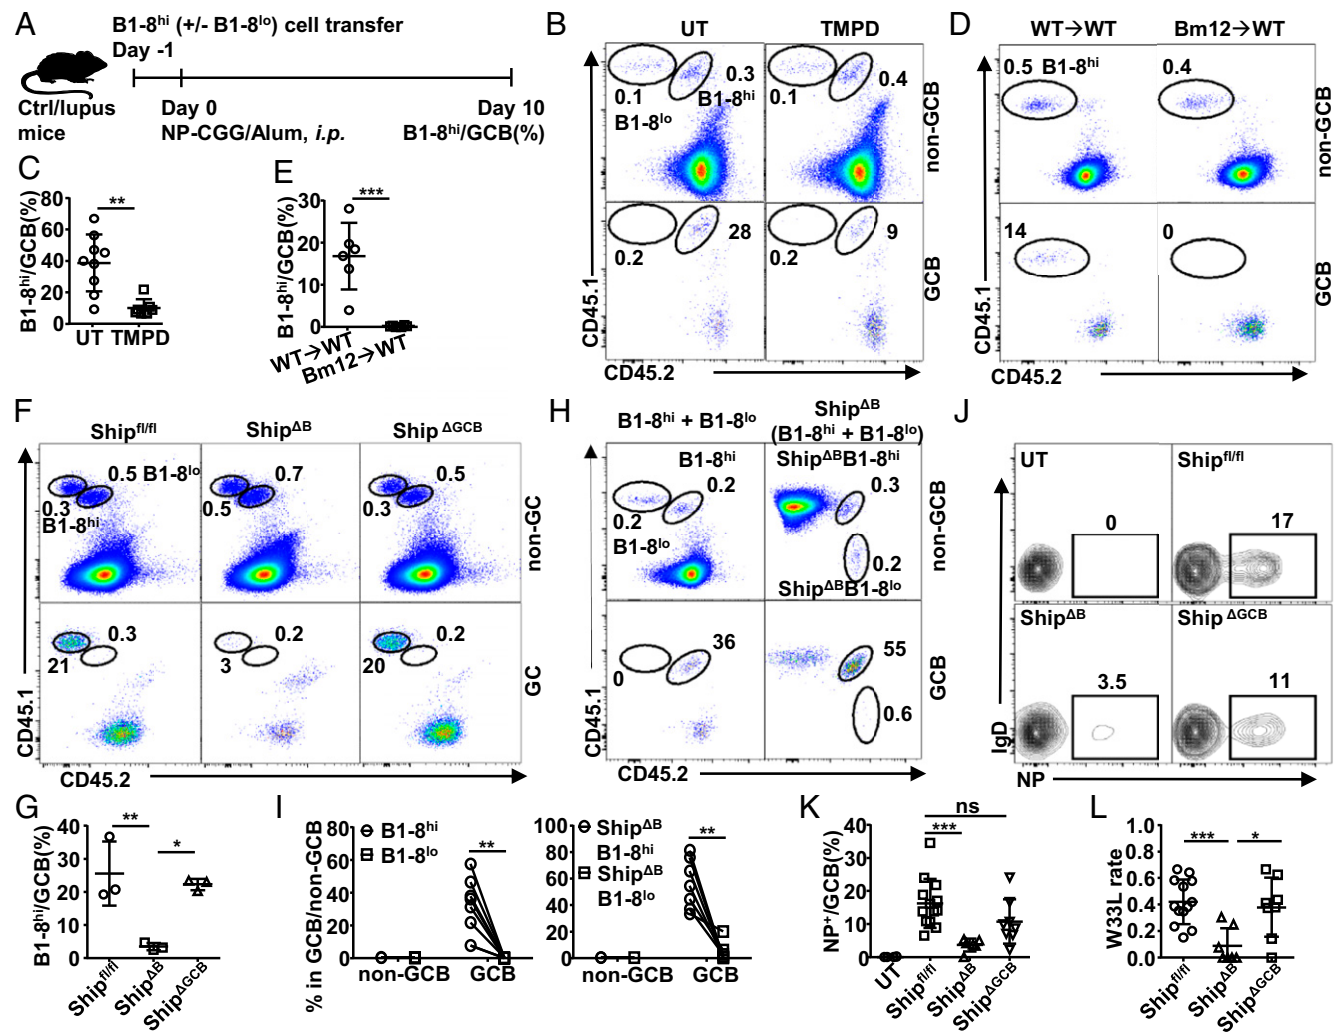 A
B1-8hi (+/- B1-8lo) cell transfer
Day -1
Ctrl/lupus
mice
Day 0
Day 10
NP-CGG/Alum, i.p.
B1-8hi/GCB(%)
B
UT
TMPD
0.3
B1-8hi
0.1
B1-8lo
0.4
0.1
non-GCB
28
0.2
9
0.2
GCB
CD45.1
CD45.2
C
B1-8hi/GCB(%)
80
60
40
20
0
**
UT
TMPD
D
WT→WT
Bm12→WT
0.5 B1-8hi
0.4
non-GCB
14
0
GCB
CD45.1
CD45.2
E
B1-8hi/GCB(%)
30
20
10
0
***
WT→WT
Bm12→WT
F
Shipfl/fl
ShipΔB
Ship ΔGCB
0.5 B1-8lo
0.3
B1-8hi
0.7
0.5
0.5
0.3
non-GC
0.3
21
0.2
3
0.2
20
GC
CD45.1
CD45.2
G
B1-8hi/GCB(%)
40
30
20
10
0
**
*
Shipfl/fl
ShipΔB
ShipΔGCB
H
B1-8hi + B1-8lo
ShipΔB
(B1-8hi + B1-8lo)
B1-8hi
0.2
0.2
B1-8lo
ShipΔBB1-8hi
0.3
0.2
ShipΔBB1-8lo
non-GCB
36
0
55
0.6
GCB
CD45.1
CD45.2
I
% in GCB/non-GCB
80
60
40
20
0
B1-8hi
B1-8lo
**
non-GCB
GCB
100
80
60
40
20
0
ShipΔB
B1-8hi
ShipΔB
B1-8lo
**
non-GCB
GCB
J
UT
Shipfl/fl
0
17
ShipΔB
Ship ΔGCB
3.5
11
IgD
NP
K
NP+/GCB(%)
40
30
20
10
0
ns
***
UT
Shipfl/fl
ShipΔB
ShipΔGCB
L
W33L rate
1.0
0.8
0.6
0.4
0.2
0.0
***
*
Shipfl/fl
ShipΔB
ShipΔGCB